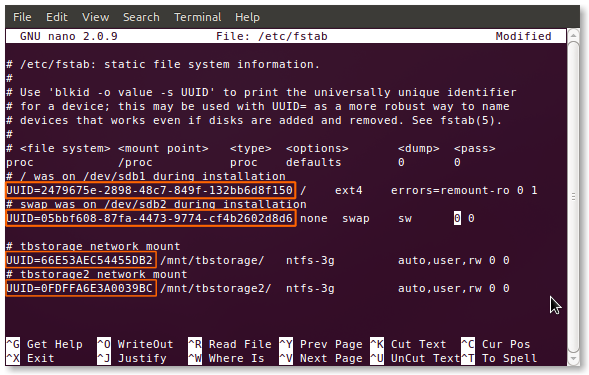 File Edit View Search Terminal Help
GNU nano 2.0.9 File: /etc/fstab Modified
# /etc/fstab: static file system information.
#
# Use 'blkid -o value -s UUID' to print the universally unique identifier
# for a device; this may be used with UUID= as a more robust way to name
# devices that works even if disks are added and removed. See fstab(5).
#
# <file system> <mount point> <type> <options> <dump> <pass>
proc /proc proc defaults 0 0
# / was on /dev/sdb1 during installation
UUID=2479675e-2898-48c7-849f-132bb6d8f150 / ext4 errors=remount-ro 0 1
# swap was on /dev/sdb2 during installation
UUID=05bbf608-87fa-4473-9774-cf4b2602d8d6 none swap sw 0 0
# tbstorage network mount
UUID=66E53AEC54455DB2 /mnt/tbstorage/ ntfs-3g auto,user,rw 0 0
# tbstorage2 network mount
UUID=0FDFFA6E3A0039BC /mnt/tbstorage2/ ntfs-3g auto,user,rw 0 0
^G Get Help ^O WriteOut ^R Read File ^Y Prev Page ^K Cut Text ^C Cur Pos
^X Exit ^J Justify ^W Where Is ^V Next Page ^U UnCut Text ^T To Spell